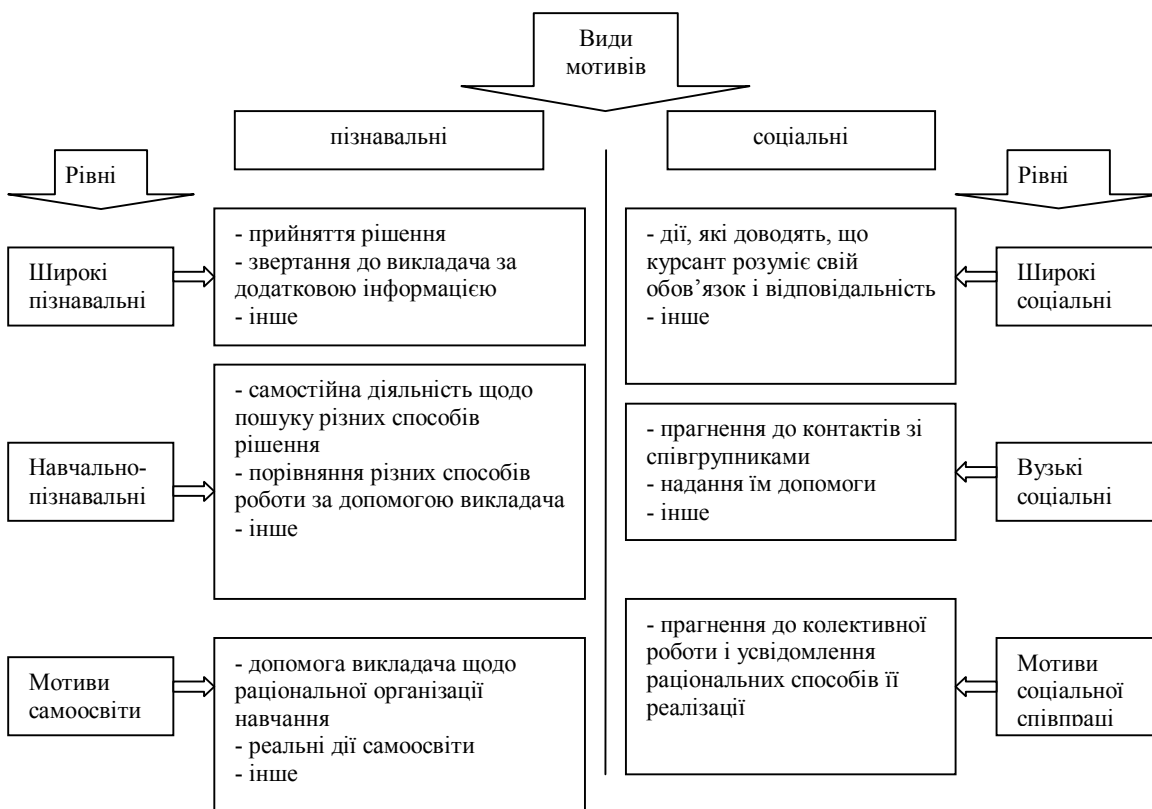 Види
мотивів
пізнавальні
соціальні
Рівні
Рівні
Широкі
пізнавальні
- прийняття рішення
- звертання до викладача за
додатковою інформацією
- інше
- дії, які доводять, що
курсант розуміє свій
обов’язок і відповідальність
- інше
Широкі
соціальні
Навчально-
пізнавальні
- самостійна діяльність щодо
пошуку різних способів
рішення
- порівняння різних способів
роботи за допомогою викладача
- інше
- прагнення до контактів зі
співгрупниками
- надання їм допомоги
- інше
Вузькі
соціальні
Мотиви
самоосвіти
- допомога викладача щодо
раціональної організації
навчання
- реальні дії самоосвіти
- інше
- прагнення до колективної
роботи і усвідомлення
раціональних способів її
реалізації
Мотиви
соціальної
співпраці